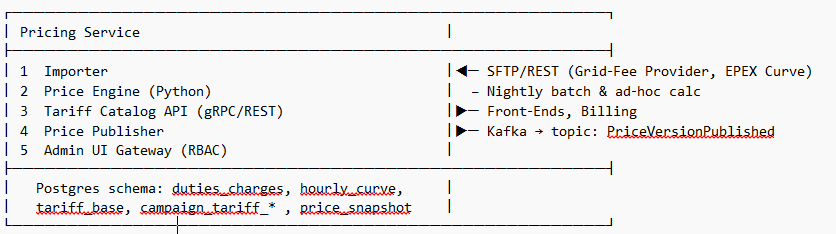 Pricing Service
1 Importer ◄─ SFTP/REST (Grid-Fee Provider, EPEX Curve)
2 Price Engine (Python) – Nightly batch & ad-hoc calc
3 Tariff Catalog API (gRPC/REST) ►─ Front-Ends, Billing
4 Price Publisher ►─ Kafka → topic: PriceVersionPublished
5 Admin UI Gateway (RBAC)
Postgres schema: duties_charges, hourly_curve,
tariff_base, campaign_tariff_* , price_snapshot